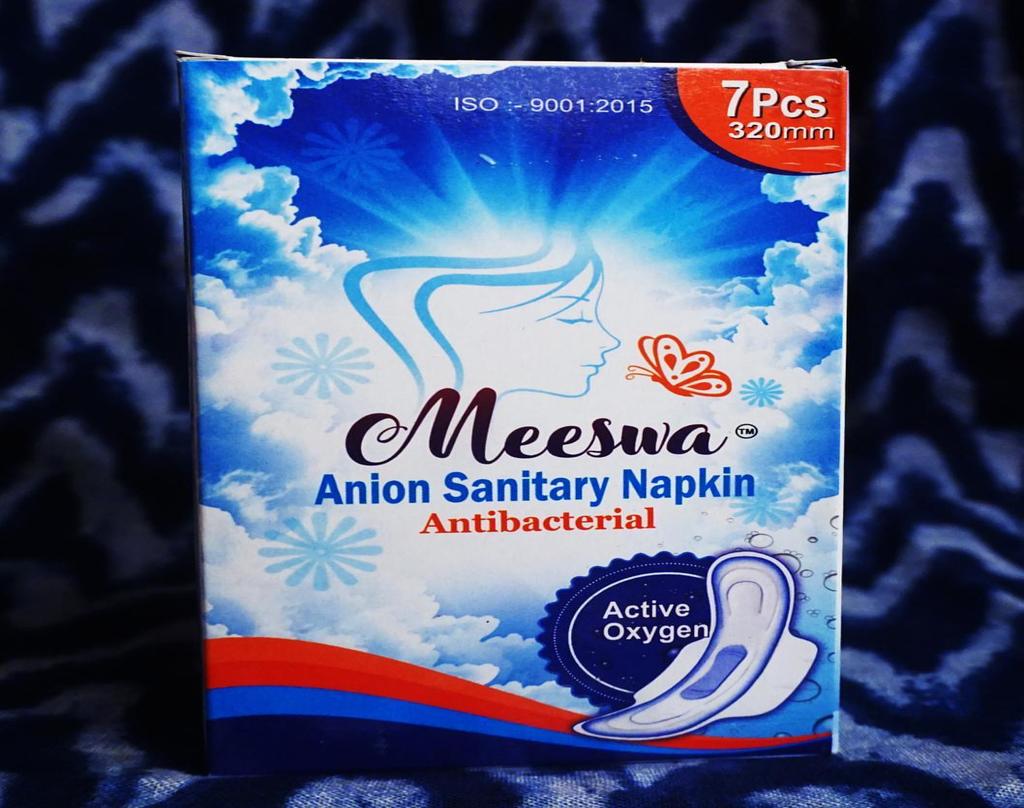 ISO :- 9001:2015
7Pcs
320mm
Meeswa ™
Anion Sanitary Napkin
Antibacterial
Active
Oxygen